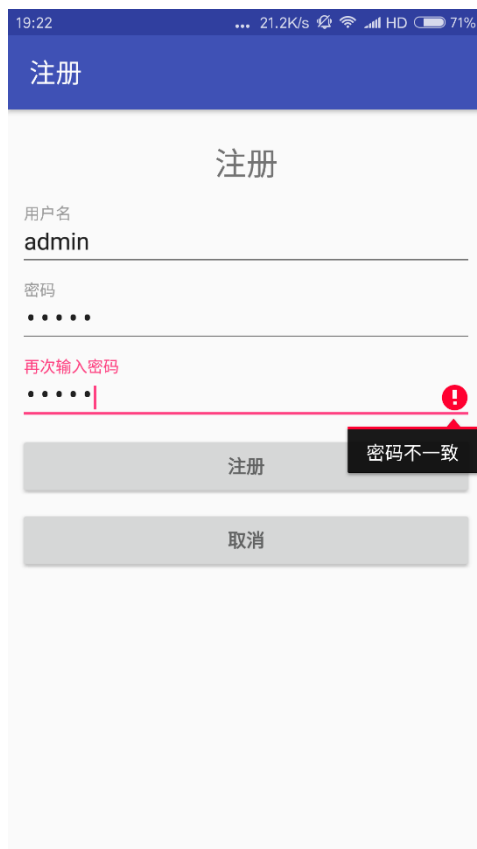 19:22 ... 21.2K/s HD 71%
注册
注册
用户名
admin
密码
•••••
再次输入密码
•••••
密码不一致
注册
取消